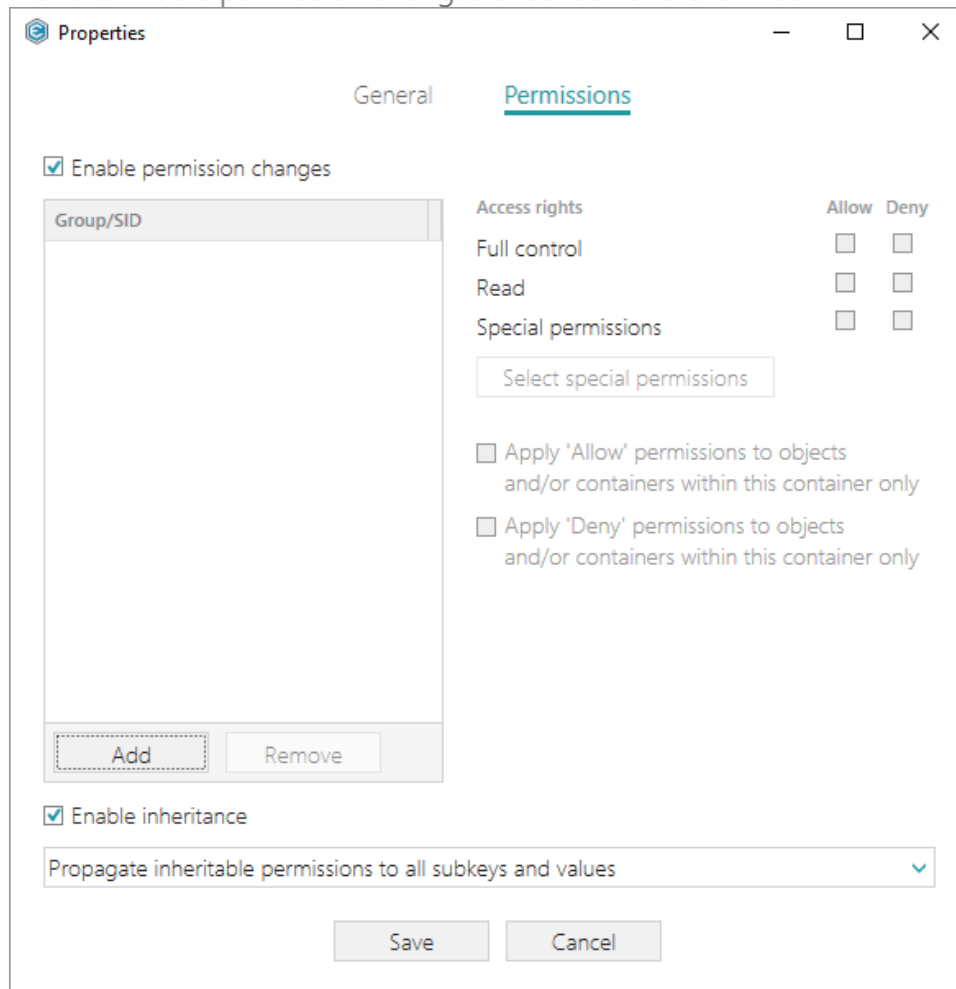 Properties
General Permissions
Enable permission changes
Group/SID
Access rights Allow Deny
Full control
Read
Special permissions
Select special permissions
Apply 'Allow' permissions to objects
and/or containers within this container only
Apply 'Deny' permissions to objects
and/or containers within this container only
Add Remove
Enable inheritance
Propagate inheritable permissions to all subkeys and values
Save Cancel